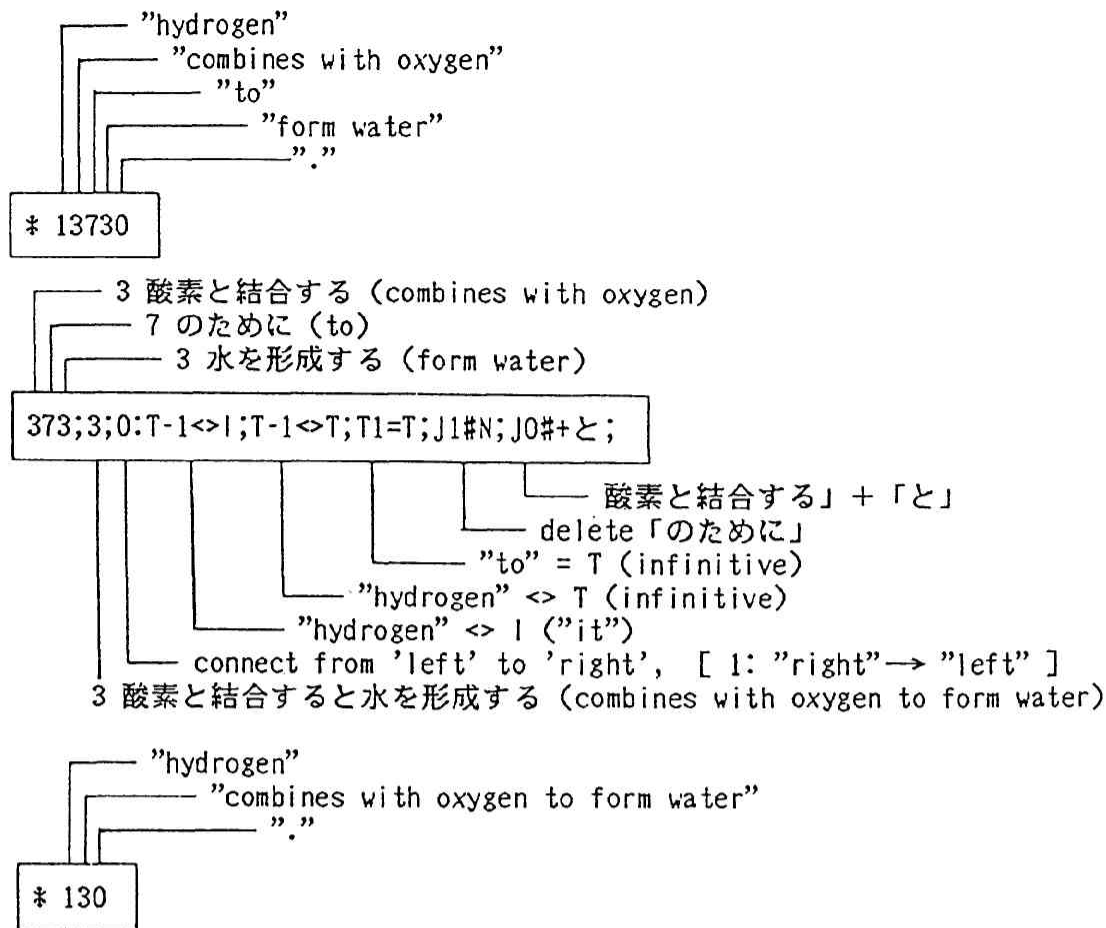 ”hydrogen”
”combines with oxygen”
”to”
”form water”
”.”
* 13730
3 酸素と結合する (combines with oxygen)
7 のために (to)
3 水を形成する (form water)
373;3;0:T-1<>I;T-1<>T;T1=T;J1#N;J0#+と;
酸素と結合する」+「と」
delete「のために」
”to” = T (infinitive)
”hydrogen” <> T (infinitive)
”hydrogen” <> I (”it”)
connect from ’left’ to ’right’, [ 1: ”right”→ ”left” ]
3 酸素と結合すると水を形成する (combines with oxygen to form water)
”hydrogen”
”combines with oxygen to form water”
”.”
* 130